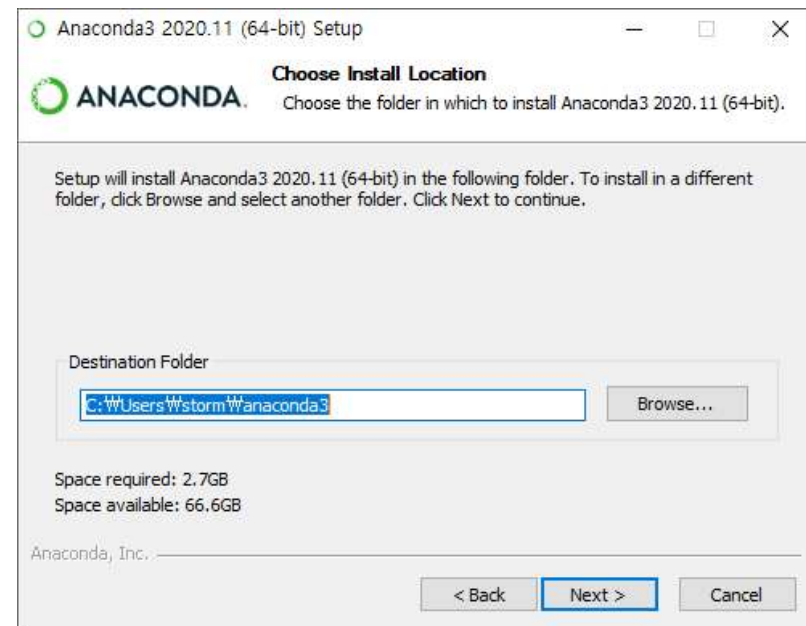 Anaconda3 2020.11 (64-bit) Setup
ANACONDA.
Choose Install Location
Choose the folder in which to install Anaconda3 2020.11 (64-bit).
Setup will install Anaconda3 2020.11 (64-bit) in the following folder. To install in a different
folder, click Browse and select another folder. Click Next to continue.
Destination Folder
C:₩Users₩storm₩anaconda3
Browse...
Space required: 2.7GB
Space available: 66.6GB
Anaconda, Inc.
< Back
Next >
Cancel